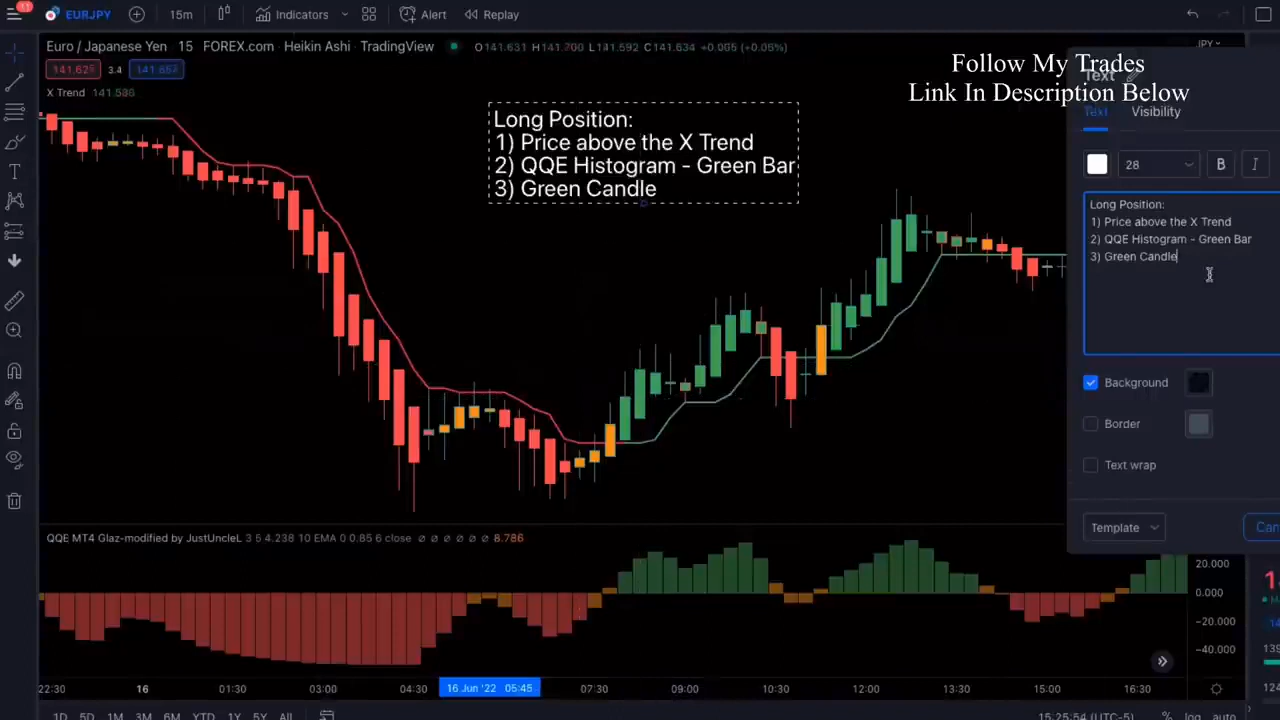 11
EURJPY
15m
Indicators
Alert
Replay
Euro / Japanese Yen · 15 · FOREX.com · Heikin Ashi · TradingView
O141.631 H141.700 L141.592 C141.634 +0.005 (+0.05%)
JPY
141.625
3.4
141.657
X Trend 141.586
Follow My Trades
Link In Description Below
Text
Text
Visibility
Long Position:
1) Price above the X Trend
2) QQE Histogram - Green Bar
3) Green Candle
28
B
I
Long Position:
1) Price above the X Trend
2) QQE Histogram - Green Bar
3) Green Candle
Background
Border
Text wrap
Template
Can
QQE MT4 Glaz-modified by JustUncleL 3 5 4.238 10 EMA 0 0.85 6 close ø ø ø ø ø ø 8.786
20.000
0.000
−20.000
−40.000
22:30
16
01:30
03:00
04:30
16 Jun '22 05:45
07:30
09:00
10:30
12:00
13:30
15:00
16:30
1D 5D 1M 3M 6M YTD 1Y 5Y All
15:25:54 (UTC-5)
%
log
auto